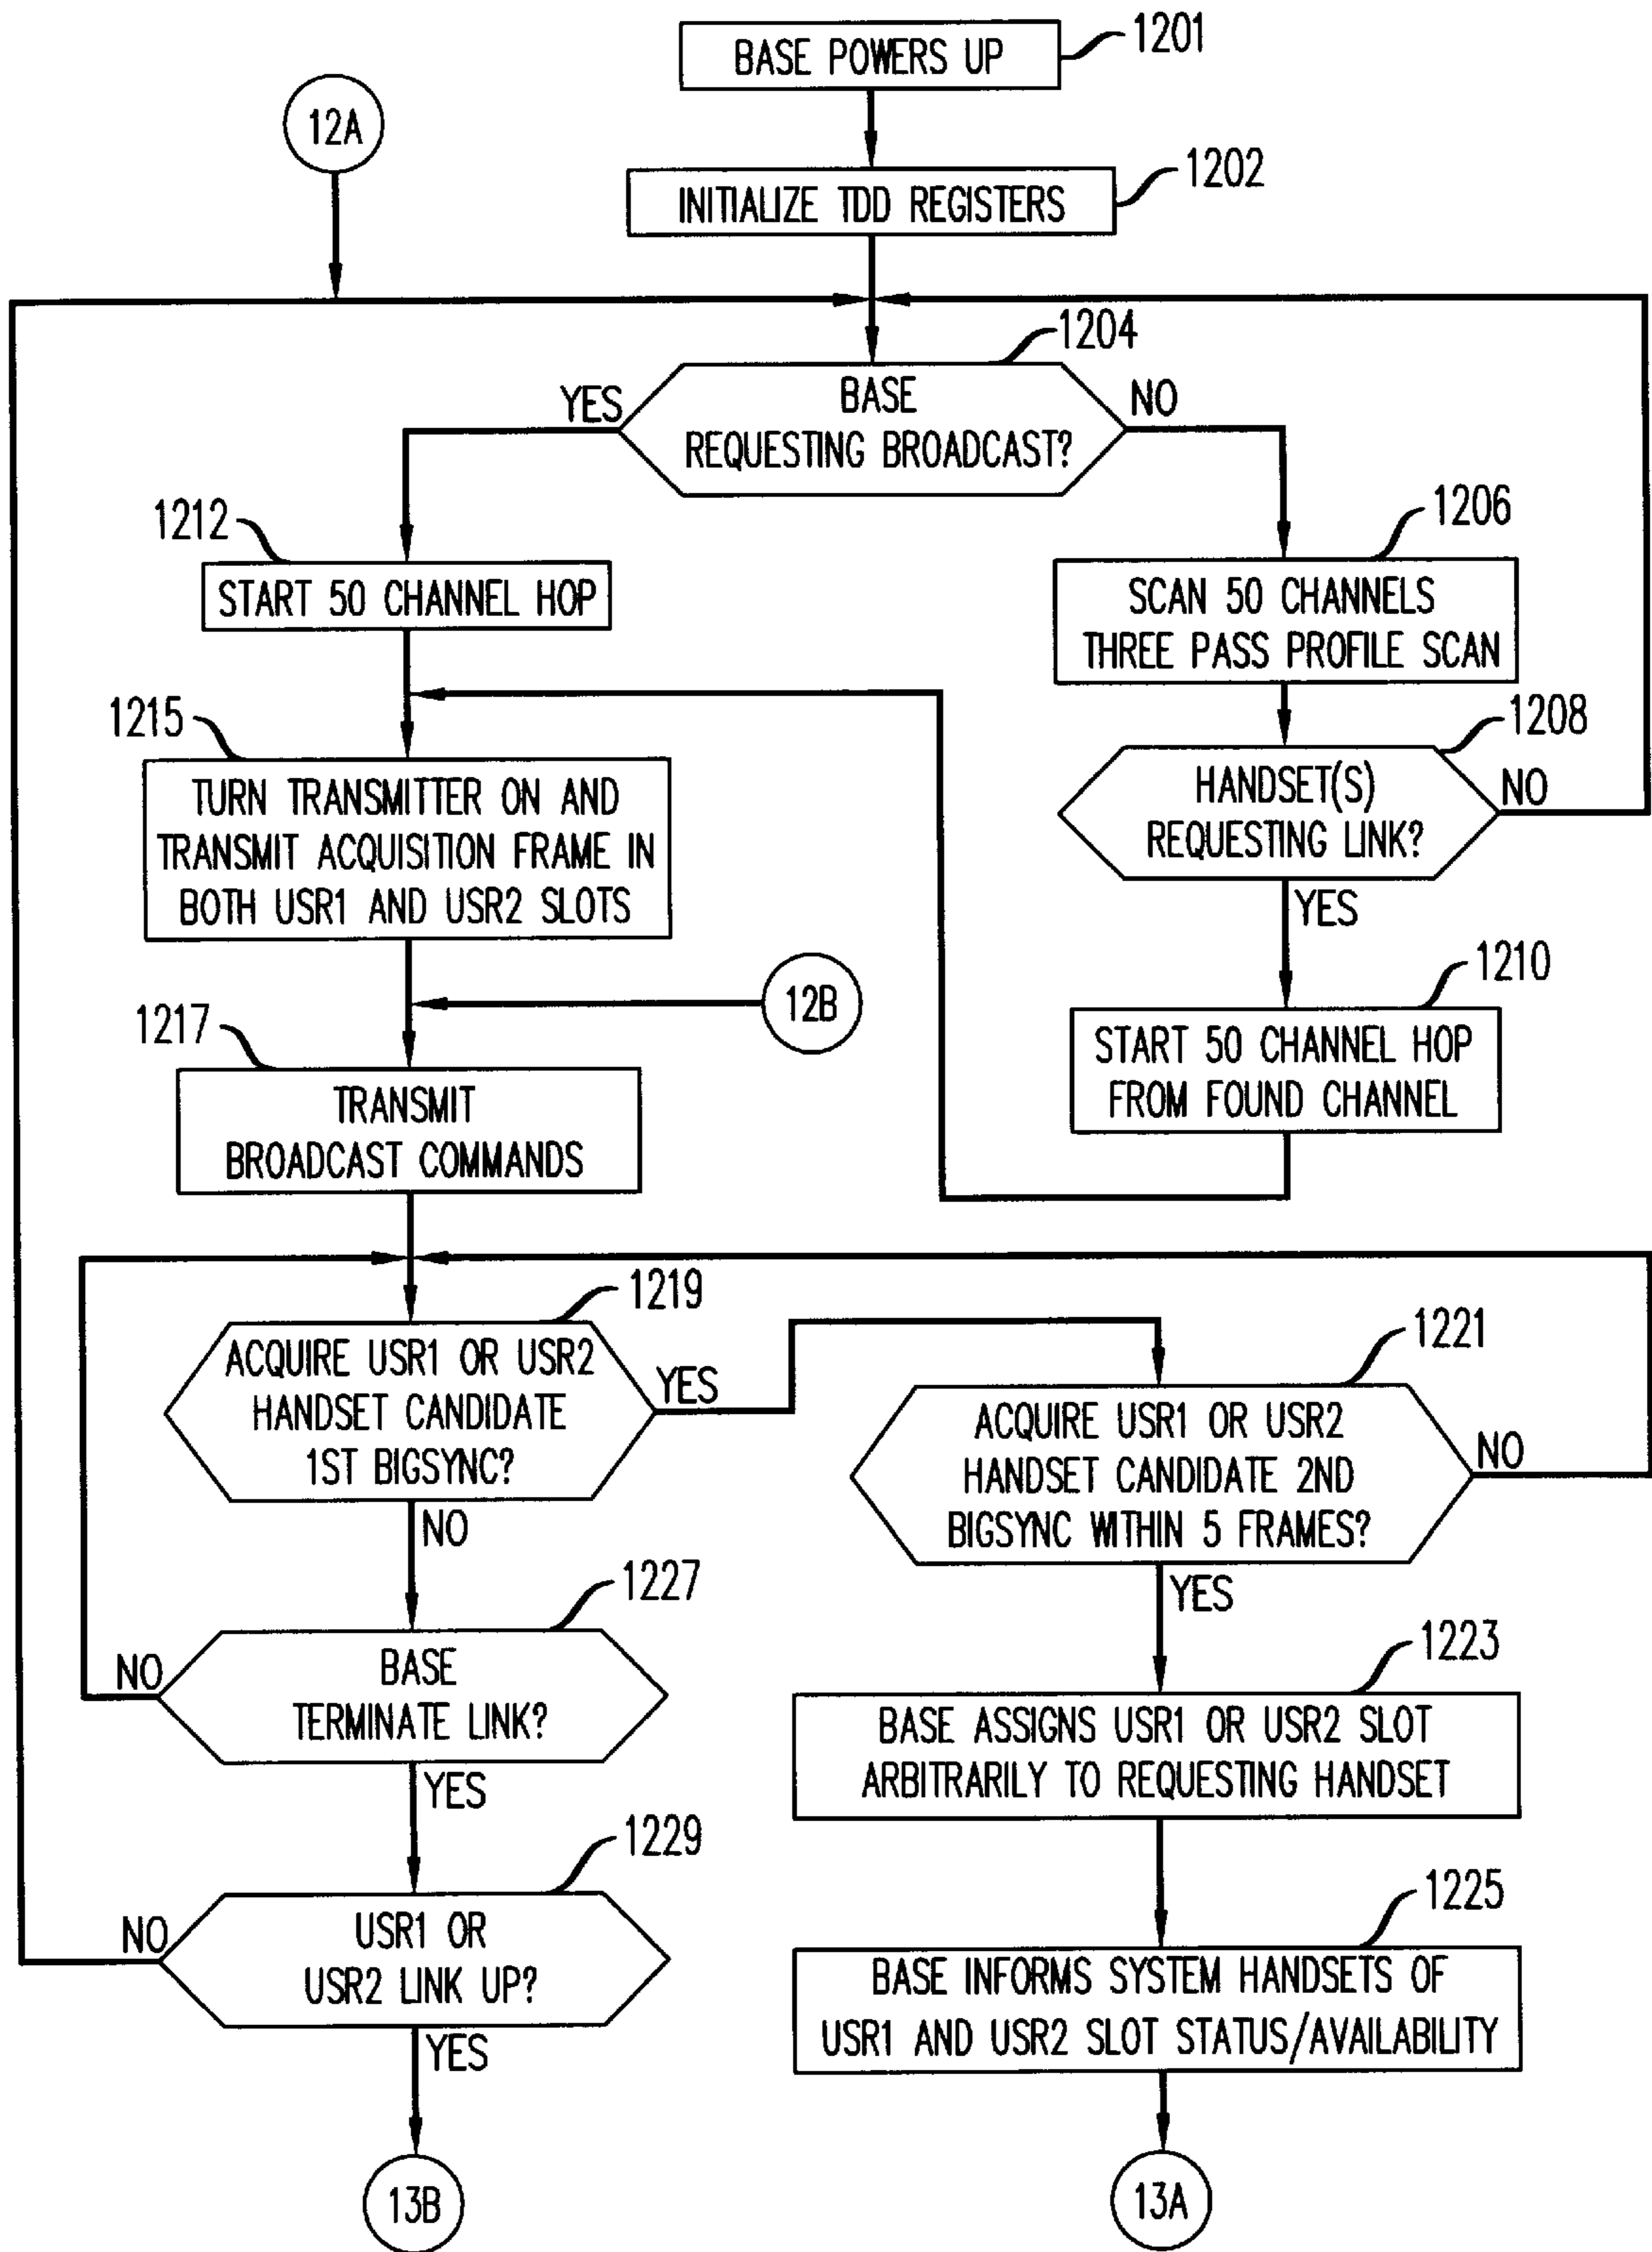 BASE POWERS UP
1201
12A
INITIALIZE TDD REGISTERS
1202
1204
BASE
REQUESTING BROADCAST?
YES
NO
1212
START 50 CHANNEL HOP
1206
SCAN 50 CHANNELS
THREE PASS PROFILE SCAN
1215
TURN TRANSMITTER ON AND
TRANSMIT ACQUISITION FRAME IN
BOTH USR1 AND USR2 SLOTS
1208
HANDSET(S)
REQUESTING LINK?
NO
YES
12B
1210
START 50 CHANNEL HOP
FROM FOUND CHANNEL
1217
TRANSMIT
BROADCAST COMMANDS
1219
ACQUIRE USR1 OR USR2
HANDSET CANDIDATE
1ST BIGSYNC?
YES
NO
1221
ACQUIRE USR1 OR USR2
HANDSET CANDIDATE 2ND
BIGSYNC WITHIN 5 FRAMES?
NO
YES
1227
BASE
TERMINATE LINK?
NO
YES
1223
BASE ASSIGNS USR1 OR USR2 SLOT
ARBITRARILY TO REQUESTING HANDSET
1229
USR1 OR
USR2 LINK UP?
NO
YES
1225
BASE INFORMS SYSTEM HANDSETS OF
USR1 AND USR2 SLOT STATUS/AVAILABILITY
13B
13A